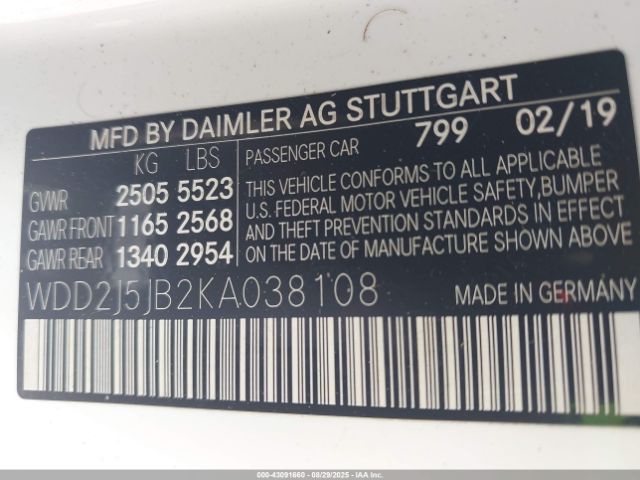 MFD BY DAIMLER AG STUTTGART
KG LBS PASSENGER CAR 799 02/19
GVWR 2505 5523
GAWR FRONT 1165 2568
GAWR REAR 1340 2954
THIS VEHICLE CONFORMS TO ALL APPLICABLE
U.S. FEDERAL MOTOR VEHICLE SAFETY, BUMPER
AND THEFT PREVENTION STANDARDS IN EFFECT
ON THE DATE OF MANUFACTURE SHOWN ABOVE
WDD2J5JB2KA038108 MADE IN GERMANY
000-43091660 - 08/29/2025 - IAAI.com